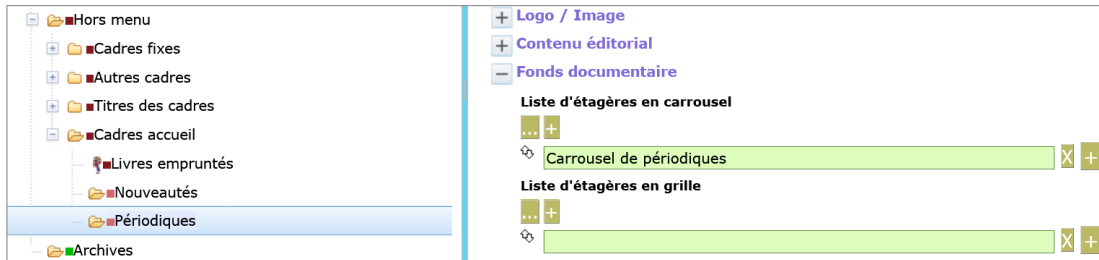 Hors menu
Cadres fixes
Autres cadres
Titres des cadres
Cadres accueil
Livres empruntés
Nouveautés
Périodiques
Archives
Logo / Image
Contenu éditorial
Fonds documentaire
Liste d'étagères en carrousel
... +
Carrousel de périodiques X +
Liste d'étagères en grille
... +
X +